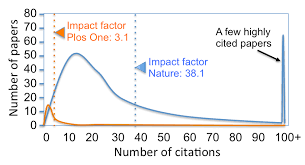 80
70
60
50
40
30
20
10
0
Number of papers
Impact factor
Plos One: 3.1
Impact factor
Nature: 38.1
A few highly
cited papers
0 10 20 30 40 50 60 70 80 90 100+
Number of citations